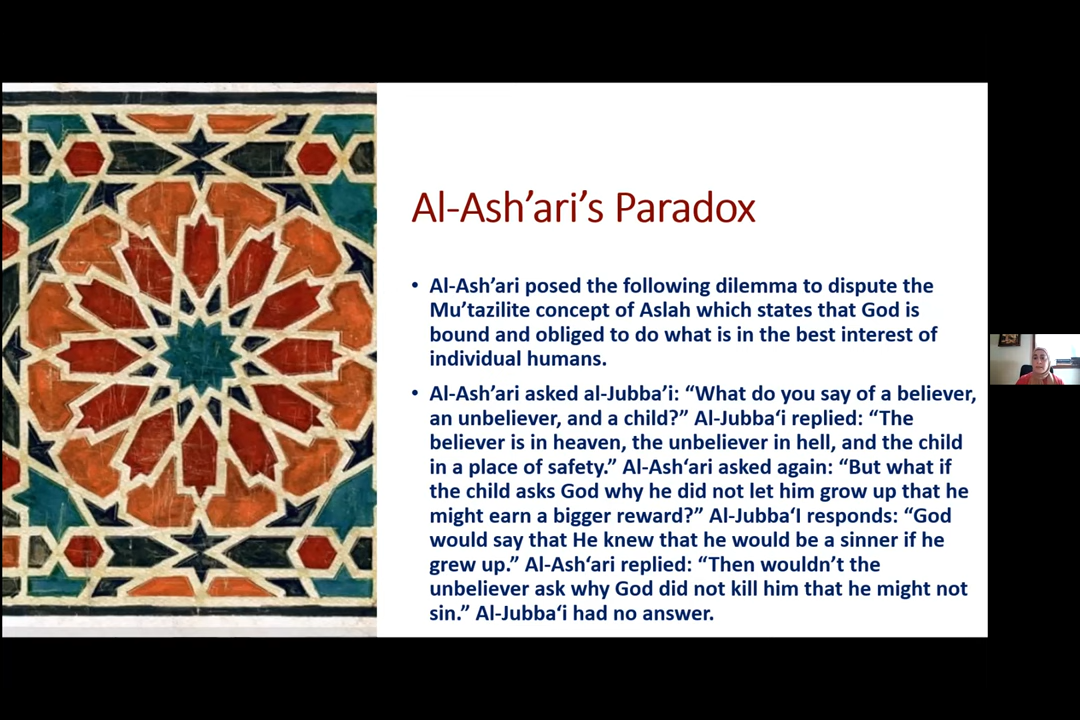 Al-Ash’ari’s Paradox
• Al-Ash’ari posed the following dilemma to dispute the
Mu’tazilite concept of Aslah which states that God is
bound and obliged to do what is in the best interest of
individual humans.
• Al-Ash’ari asked al-Jubba’i: “What do you say of a believer,
an unbeliever, and a child?” Al-Jubba‘i replied: “The
believer is in heaven, the unbeliever in hell, and the child
in a place of safety.” Al-Ash‘ari asked again: “But what if
the child asks God why he did not let him grow up that he
might earn a bigger reward?” Al-Jubba‘I responds: “God
would say that He knew that he would be a sinner if he
grew up.” Al-Ash‘ari replied: “Then wouldn’t the
unbeliever ask why God did not kill him that he might not
sin.” Al-Jubba‘i had no answer.